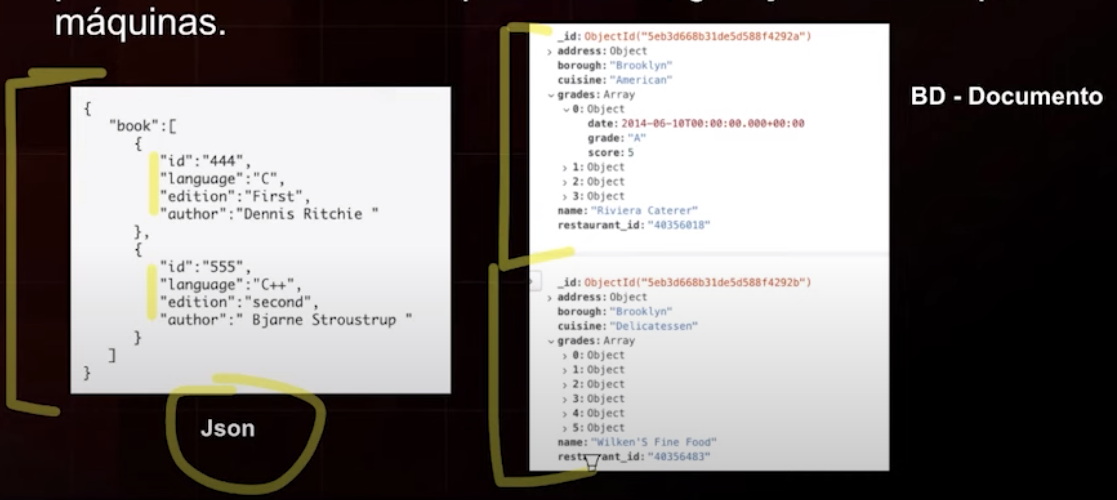 máquinas.
{
"book":[
{
"id":"444",
"language":"C",
"edition":"First",
"author":"Dennis Ritchie "
},
{
"id":"555",
"language":"C++",
"edition":"second",
"author":" Bjarne Stroustrup "
}
]
}
Json
_id: ObjectId("5eb3d668b31de5d588f4292a")
> address: Object
borough: "Brooklyn"
cuisine: "American"
grades: Array
0: Object
date: 2014-06-10T00:00:00.000+00:00
grade: "A"
score: 5
> 1: Object
> 2: Object
> 3: Object
name: "Riviera Caterer"
restaurant_id: "40356018"
_id: ObjectId("5eb3d668b31de5d588f4292b")
> address: Object
borough: "Brooklyn"
cuisine: "Delicatessen"
grades: Array
> 0: Object
> 1: Object
> 2: Object
> 3: Object
> 4: Object
> 5: Object
name: "Wilken'S Fine Food"
restaurant_id: "40356483"
BD - Documento